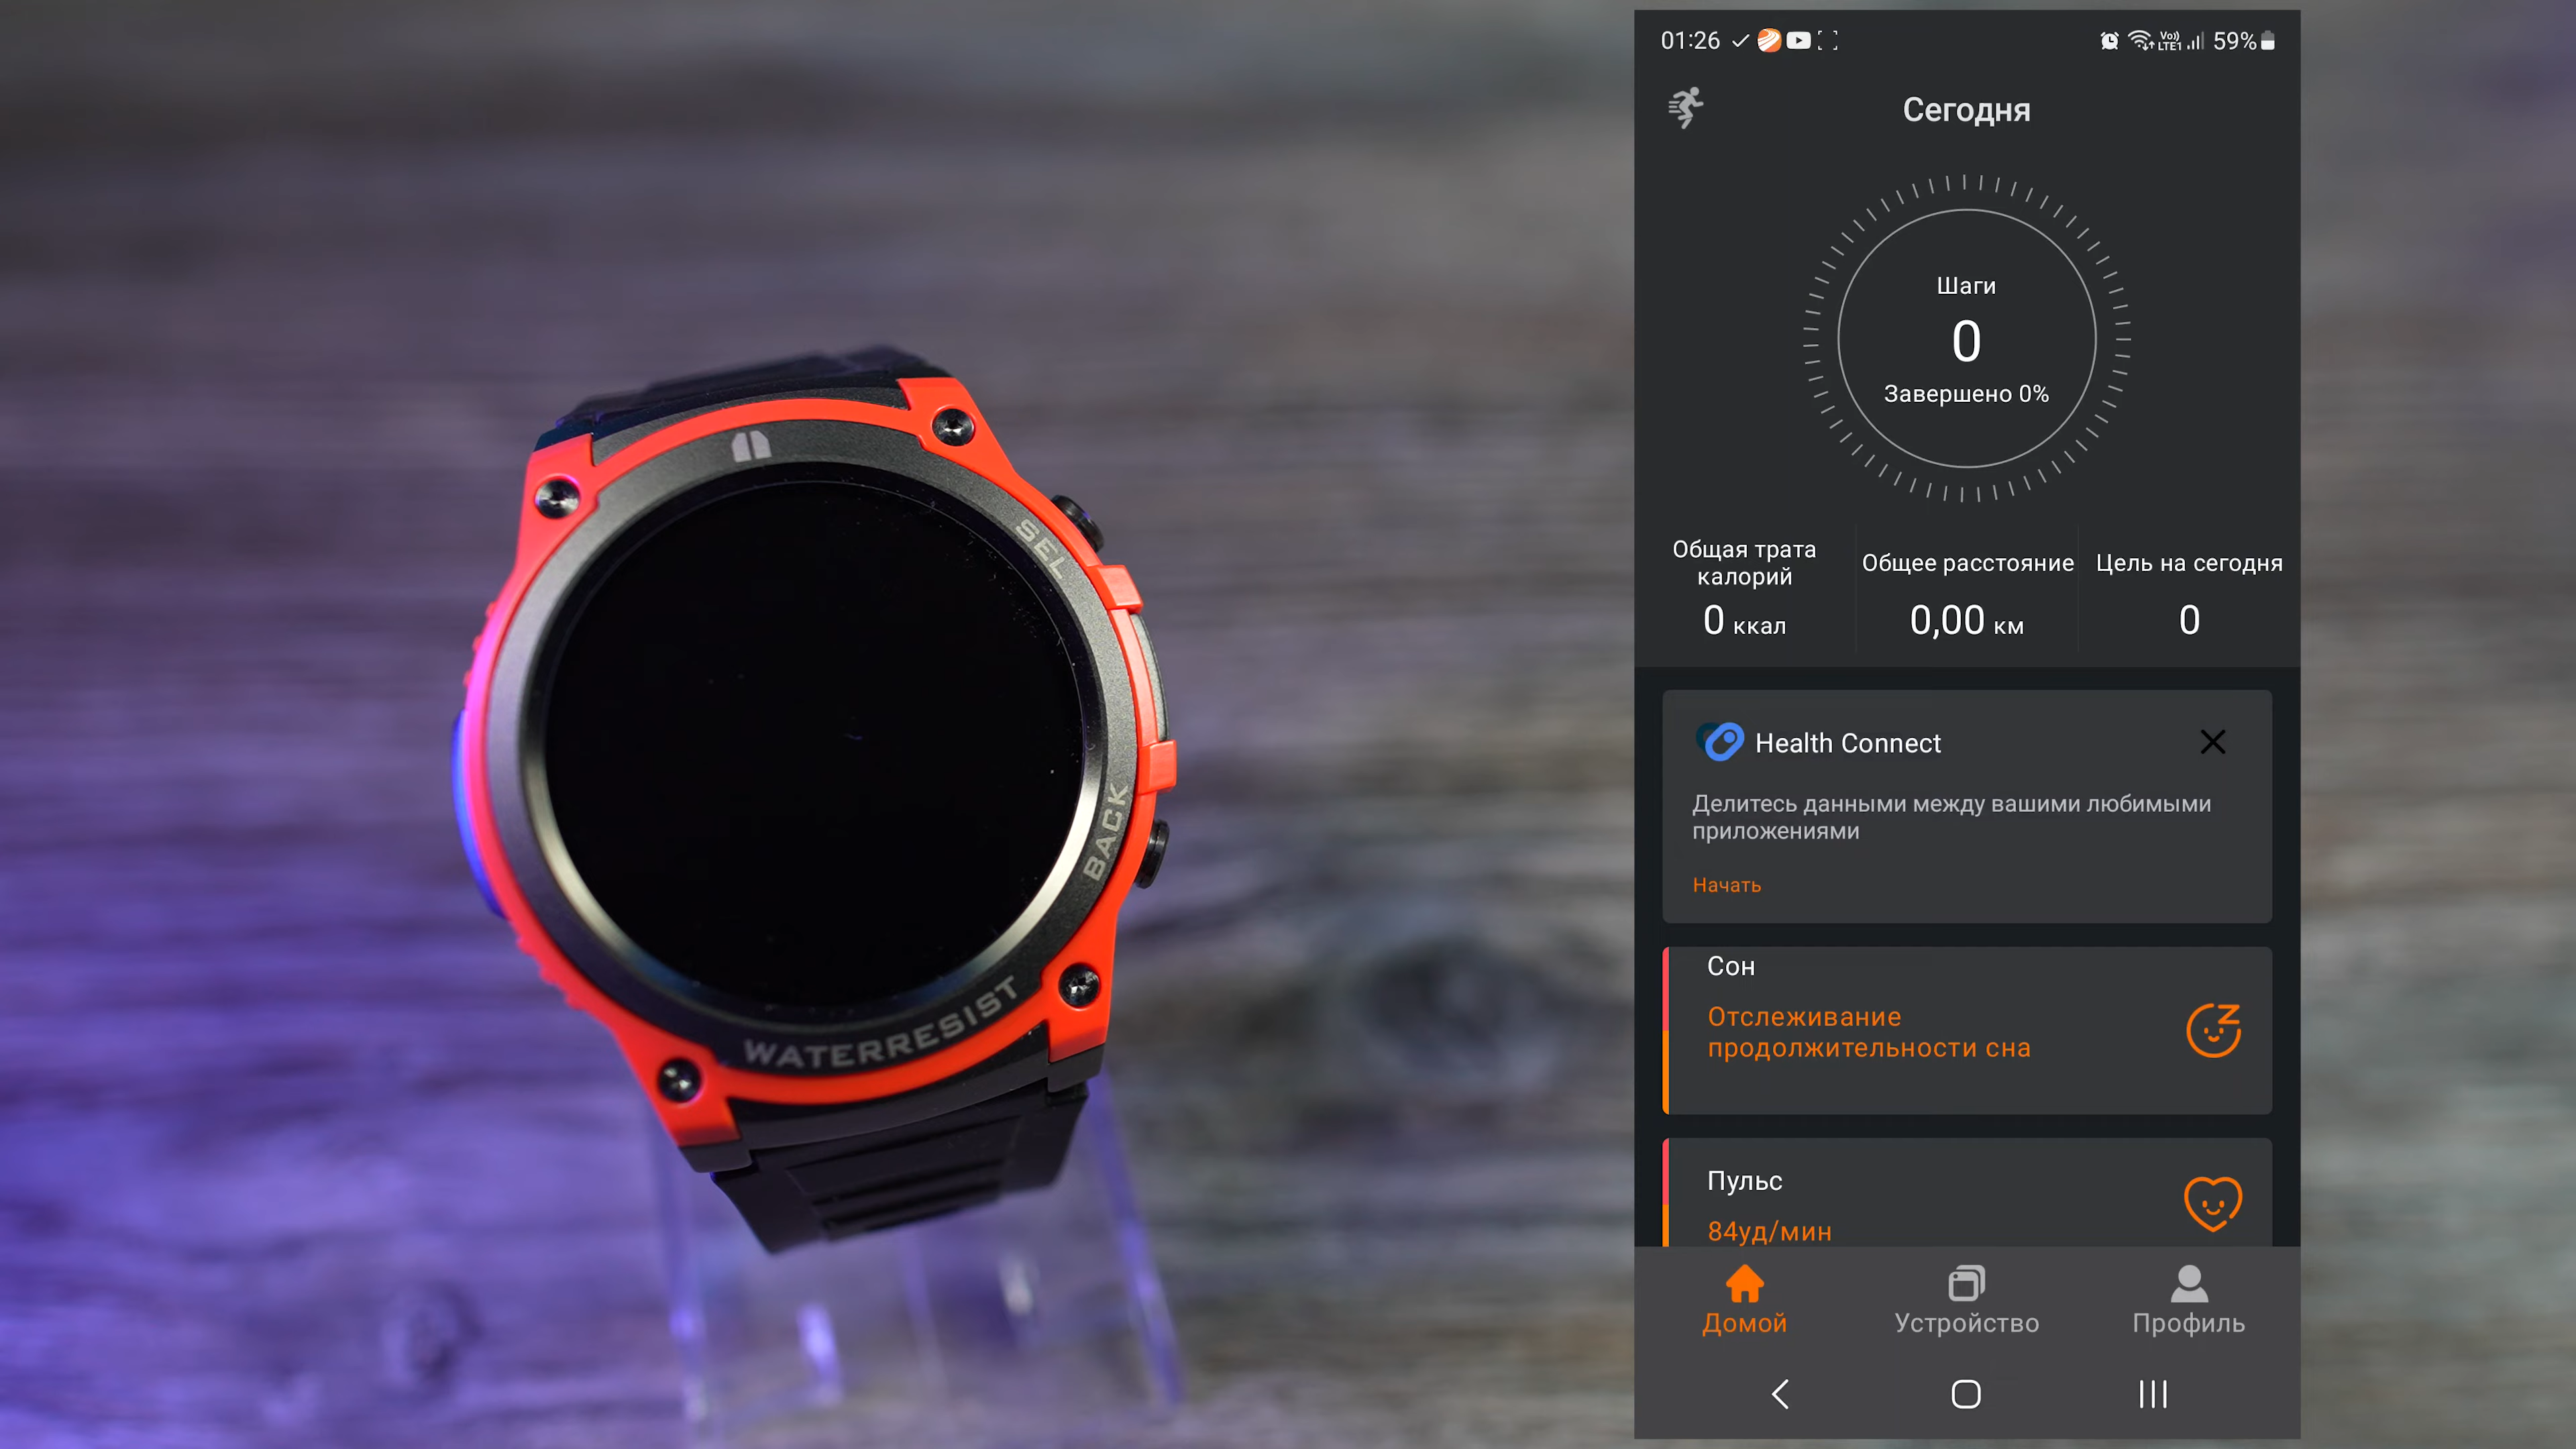 SEL
BACK
WATERRESIST
01:26
Vo))
LTE1
59%
Сегодня
Шаги
0
Завершено 0%
Общая трата
калорий
0 ккал
Общее расстояние
0,00 км
Цель на сегодня
0
Health Connect
Делитесь данными между вашими любимыми
приложениями
Начать
Сон
Отслеживание
продолжительности сна
Пульс
84уд/мин
Домой
Устройство
Профиль